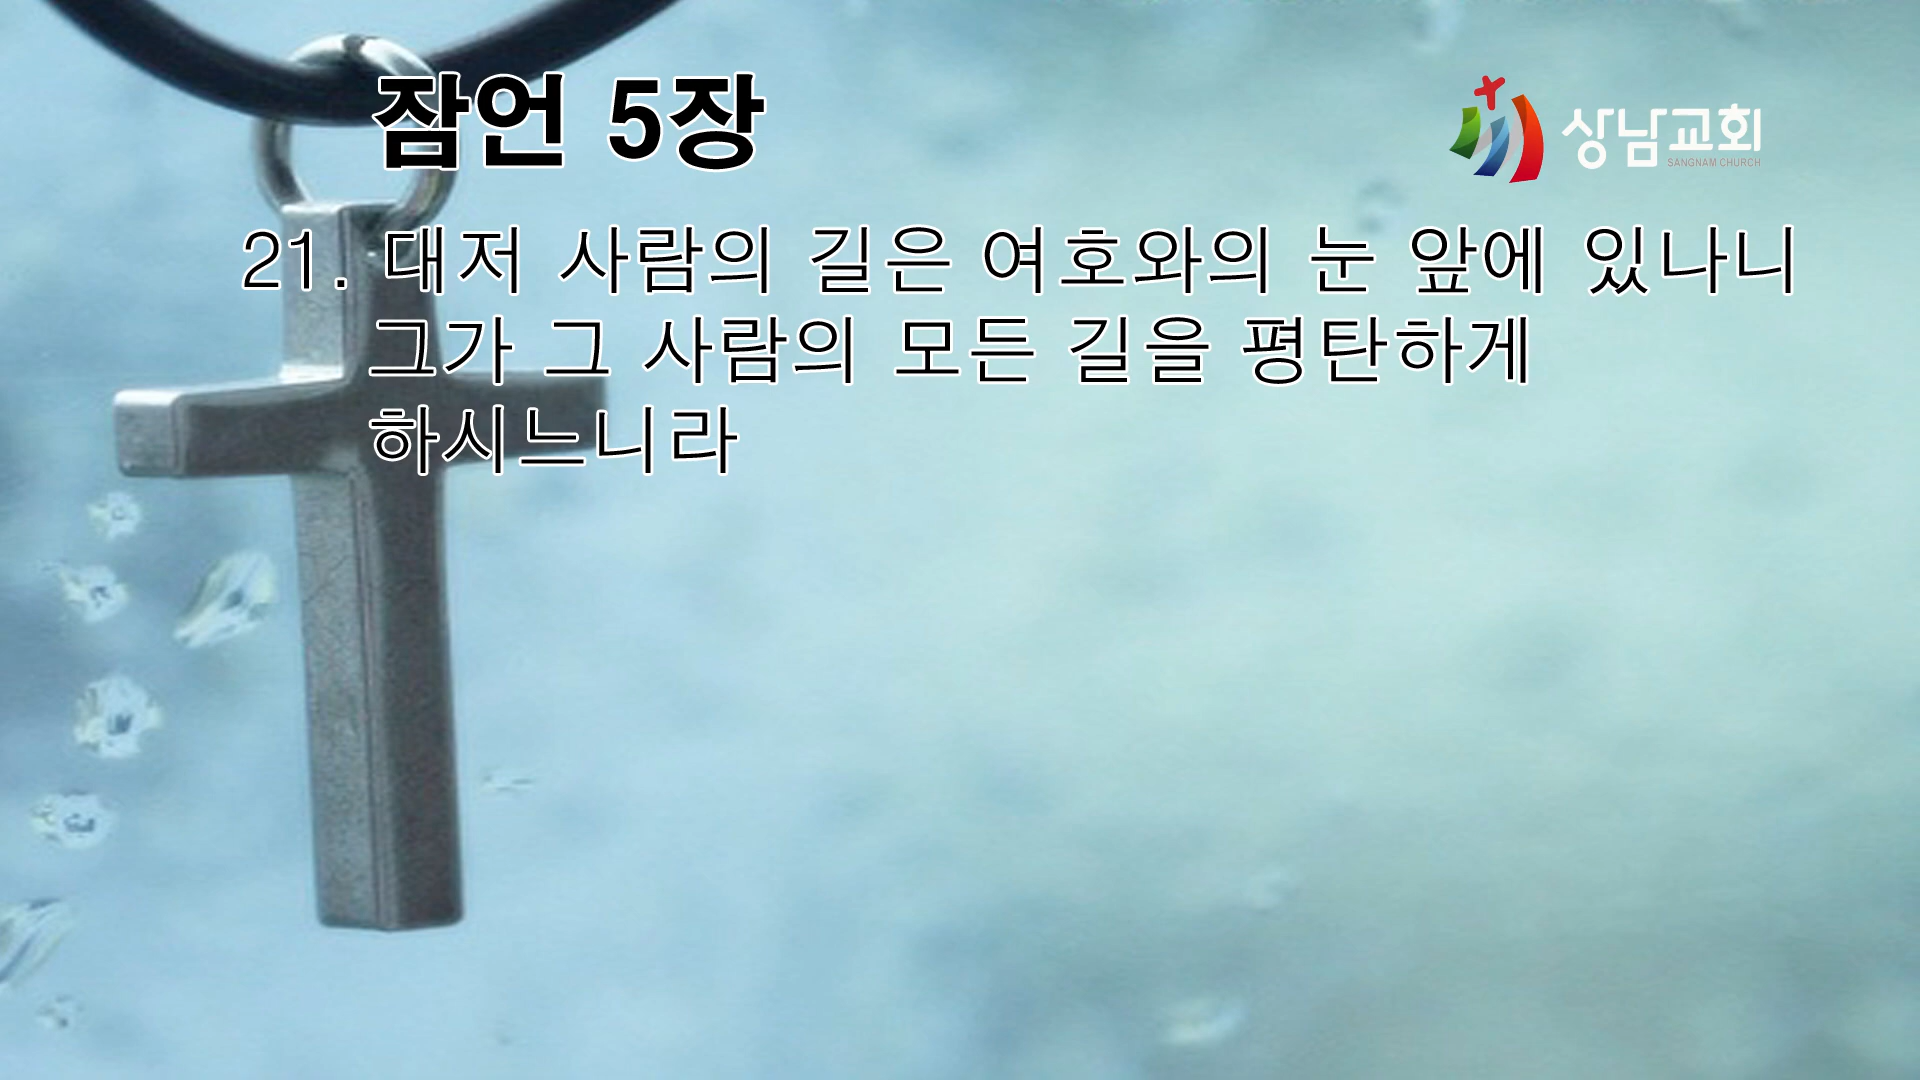 잠언 5장
상남교회
SANGNAM CHURCH
21. 대저 사람의 길은 여호와의 눈 앞에 있나니
그가 그 사람의 모든 길을 평탄하게
하시느니라